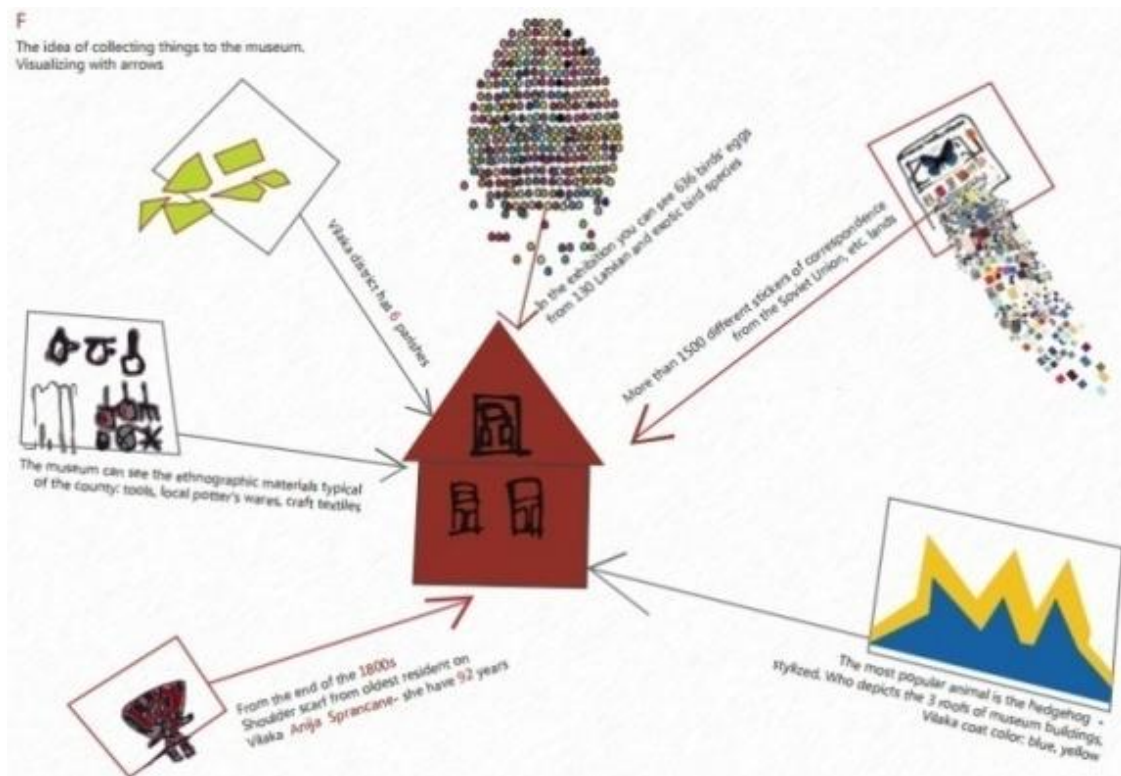 F
The idea of collecting things to the museum.
Visualizing with arrows
Vilaka district has 6 parishes
In the exhibition you can see 636 birds' eggs
from 130 Latvian and exotic bird species
More than 1500 different stickers of correspondence
from the Soviet Union, etc. lands
The museum can see the ethnographic materials typical
of the county: tools, local potter's wares, craft textiles
From the end of the 1800s
Shoulder scarf from oldest resident on
Vilaka Anija Sprancane- she have 92 years
The most popular animal is the hedgehog -
stylized. Who depicts the 3 roofs of museum buildings,
Vilaka coat color: blue, yellow